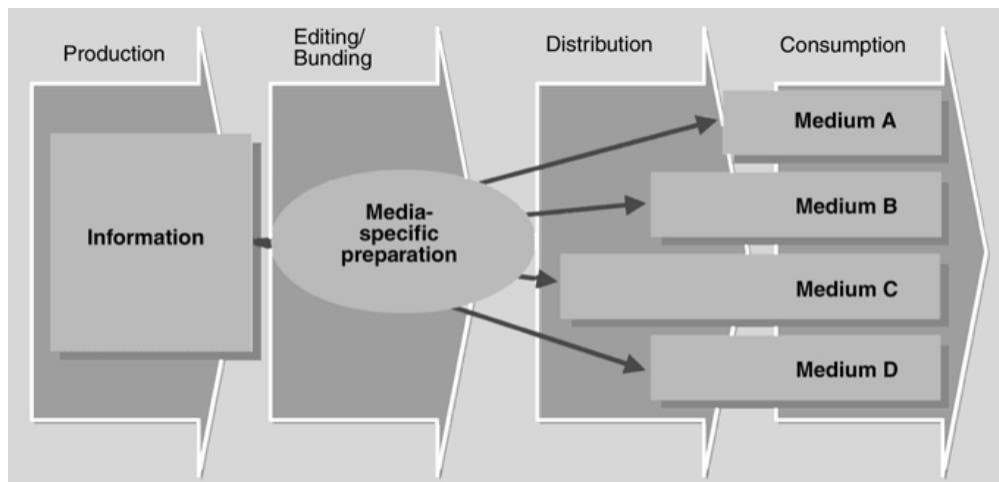 Production
Editing/
Bunding
Distribution
Consumption
Information
Media-
specific
preparation
Medium A
Medium B
Medium C
Medium D